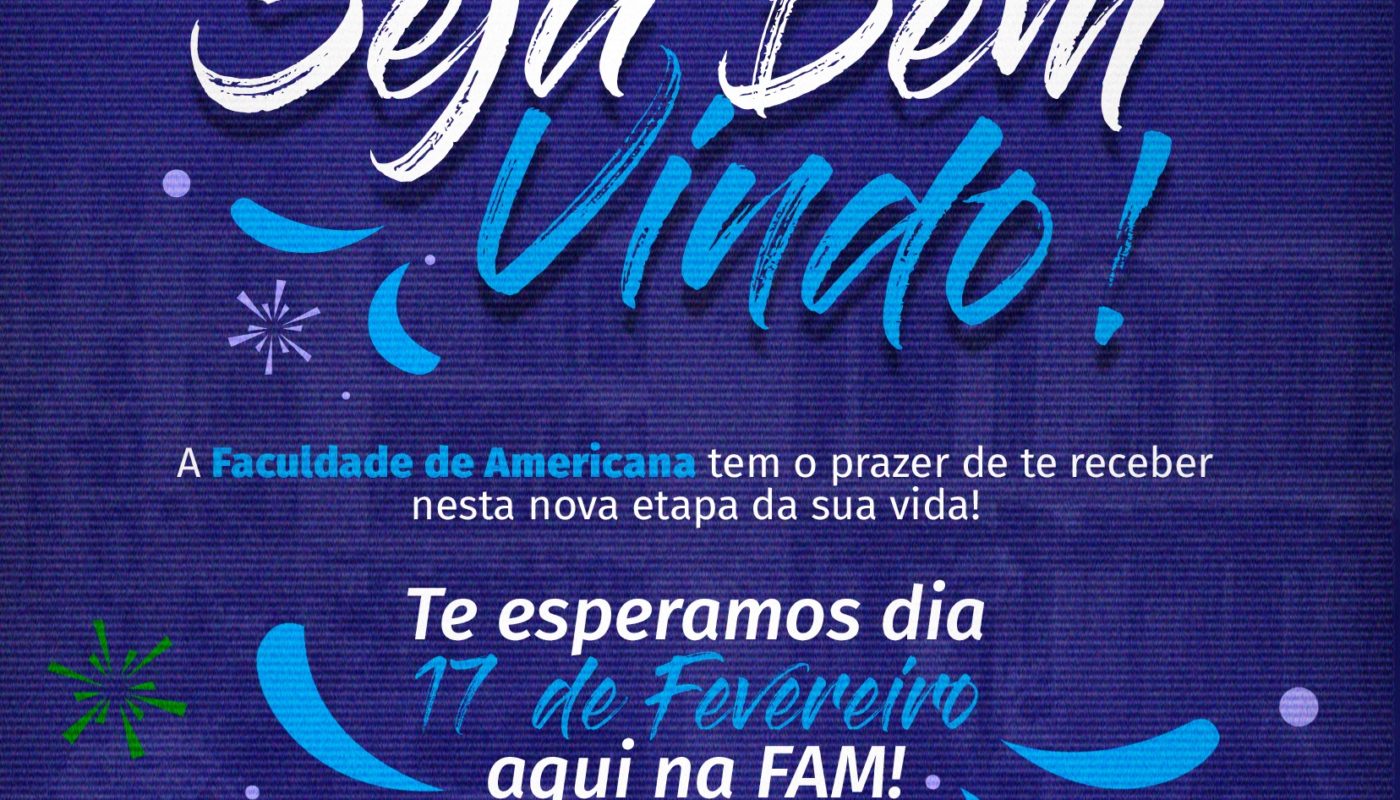 Seja Bem
Vindo!
A Faculdade de Americana tem o prazer de te receber
nesta nova etapa da sua vida!
Te esperamos dia
17 de Fevereiro
aqui na FAM!